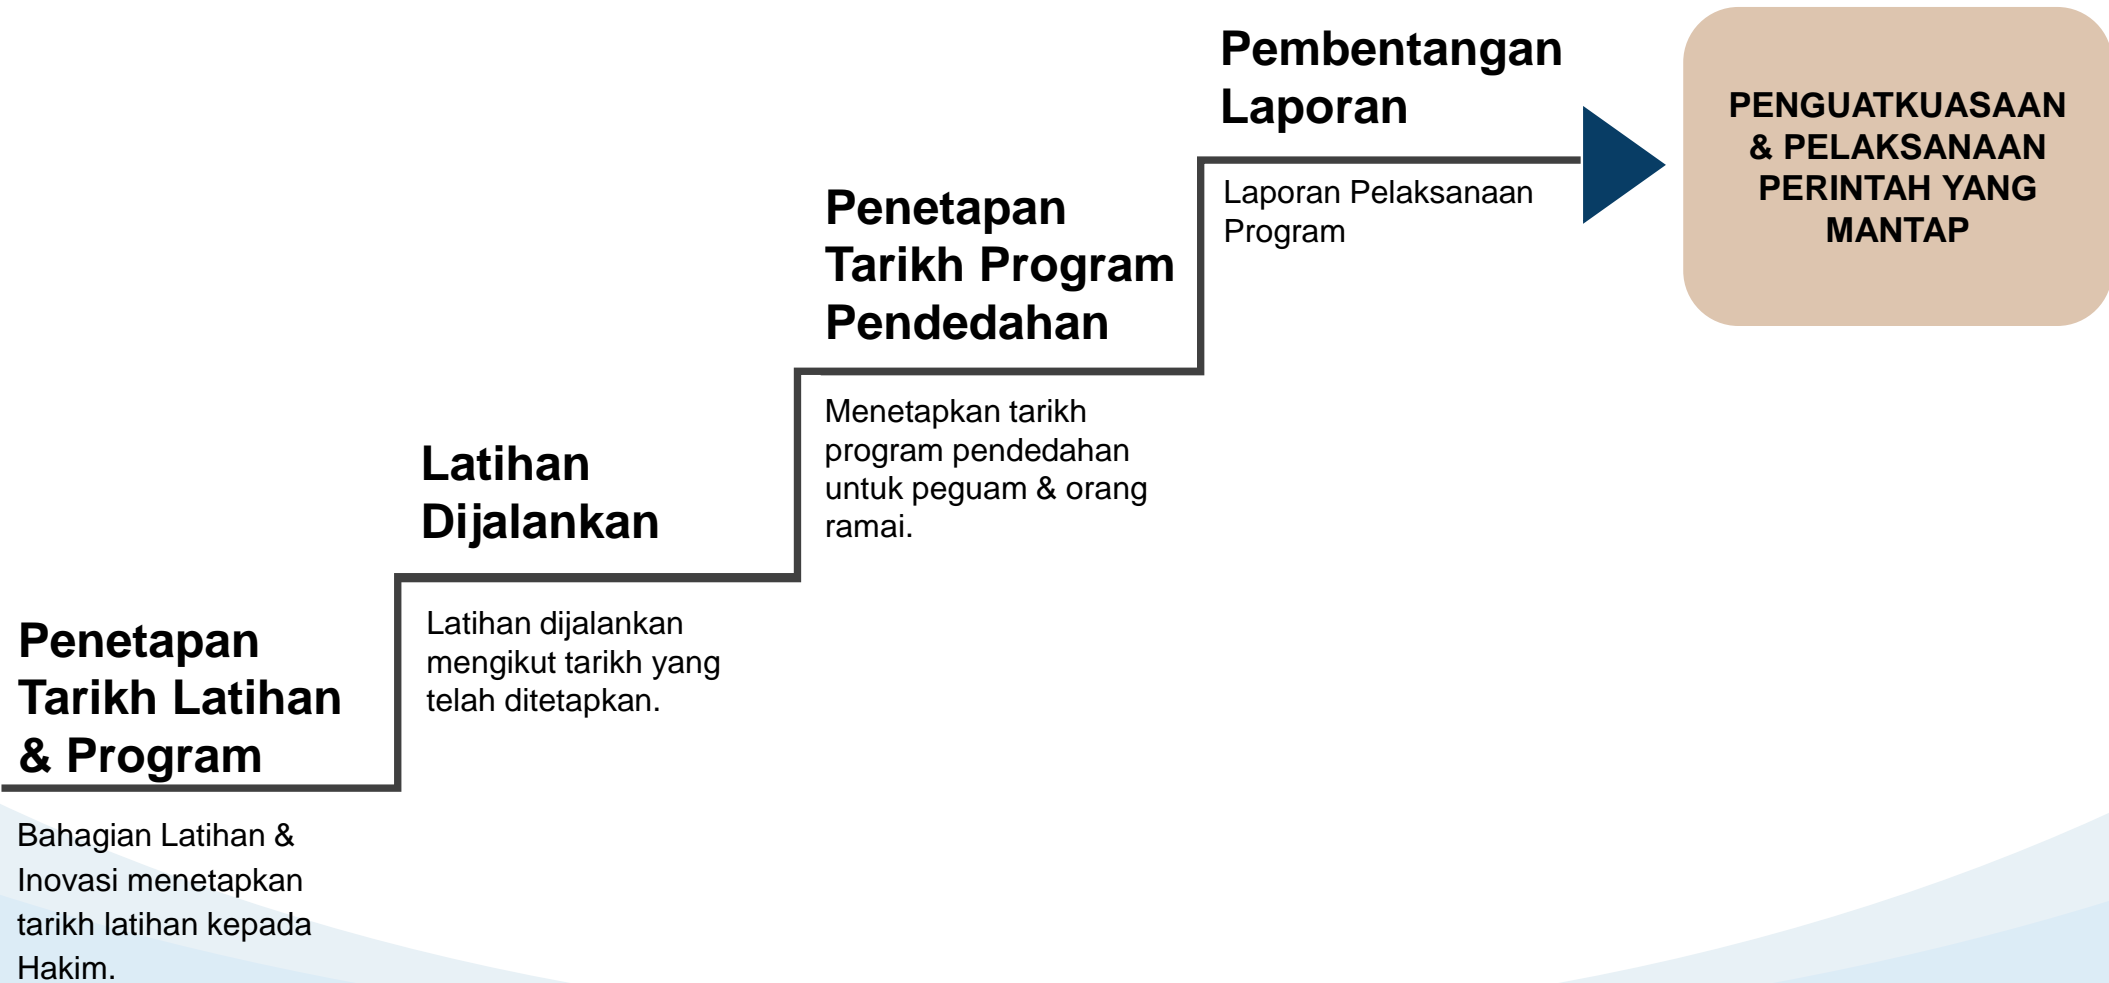 Penetapan
Tarikh Latihan
& Program
Bahagian Latihan &
Inovasi menetapkan
tarikh latihan kepada
Hakim.
Latihan
Dijalankan
Latihan dijalankan
mengikut tarikh yang
telah ditetapkan.
Penetapan
Tarikh Program
Pendedahan
Menetapkan tarikh
program pendedahan
untuk peguam & orang
ramai.
Pembentangan
Laporan
Laporan Pelaksanaan
Program
PENGUATKUASAAN
& PELAKSANAAN
PERINTAH YANG
MANTAP